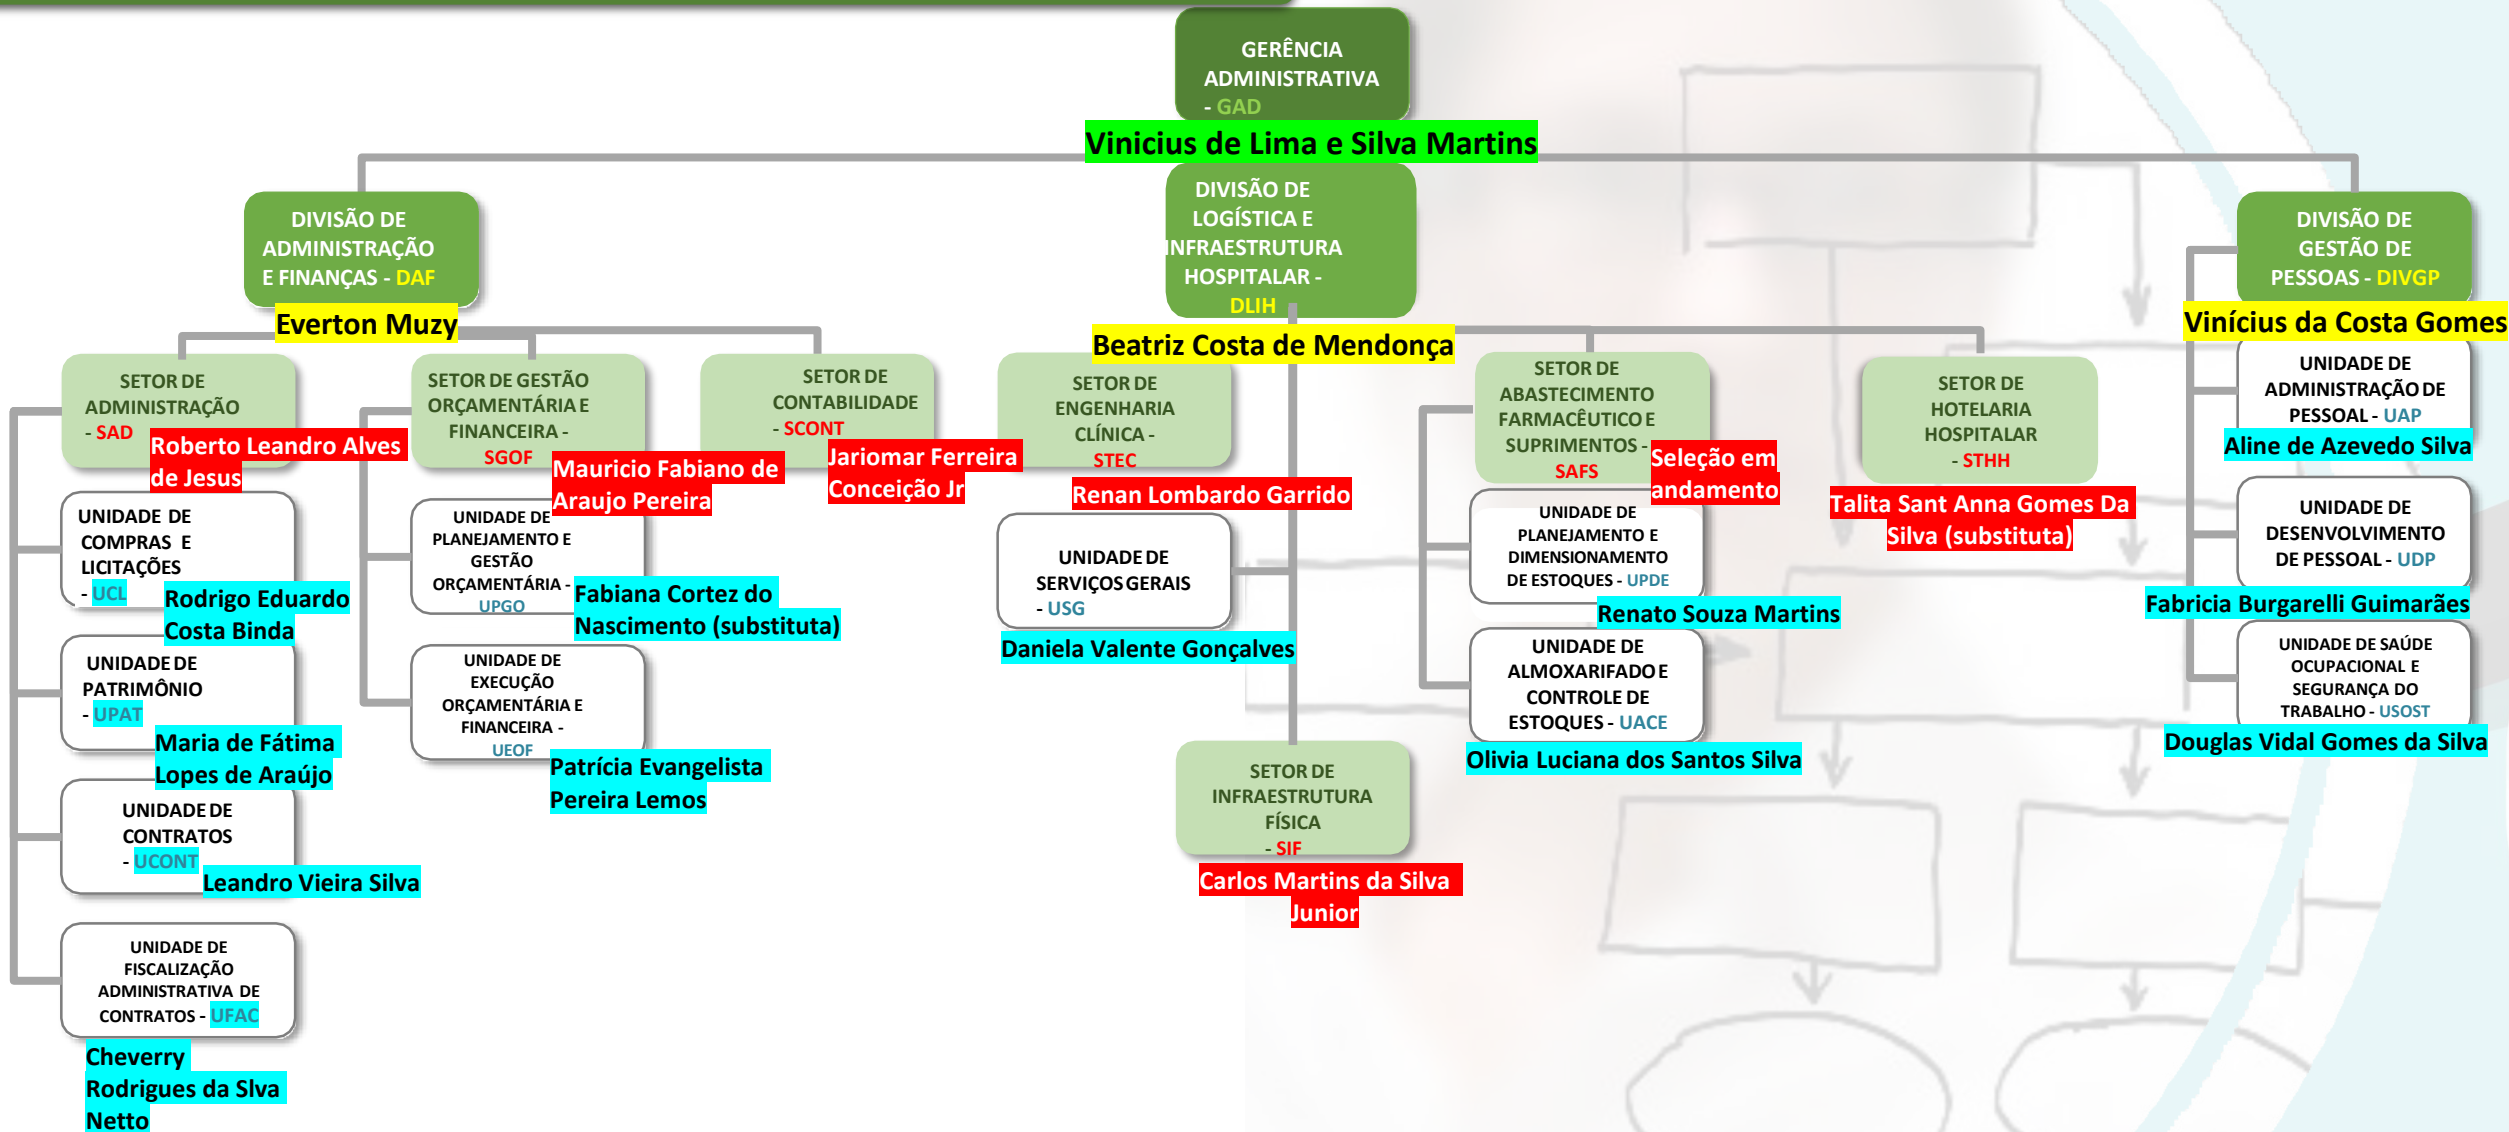 GERÊNCIA
ADMINISTRATIVA
- GAD
Vinicius de Lima e Silva Martins
DIVISÃO DE
ADMINISTRAÇÃO
E FINANÇAS - DAF
Everton Muzy
SETOR DE
ADMINISTRAÇÃO
- SAD
Roberto Leandro Alves
de Jesus
UNIDADE DE
COMPRAS E
LICITAÇÕES
- UCL
Rodrigo Eduardo
Costa Binda
UNIDADE DE
PATRIMÔNIO
- UPAT
Maria de Fátima
Lopes de Araújo
UNIDADE DE
CONTRATOS
- UCONT
Leandro Vieira Silva
UNIDADE DE
FISCALIZAÇÃO
ADMINISTRATIVA DE
CONTRATOS - UFAC
Cheverry
Rodrigues da Slva
Netto
SETOR DE GESTÃO
ORÇAMENTÁRIA E
FINANCEIRA -
SGOF
Mauricio Fabiano de
Araujo Pereira
UNIDADE DE
PLANEJAMENTO E
GESTÃO
ORÇAMENTÁRIA -
UPGO
Fabiana Cortez do
Nascimento (substituta)
UNIDADE DE
EXECUÇÃO
ORÇAMENTÁRIA E
FINANCEIRA -
UEOF
Patrícia Evangelista
Pereira Lemos
SETOR DE
CONTABILIDADE
- SCONT
Jariomar Ferreira
Conceição Jr
DIVISÃO DE
LOGÍSTICA E
INFRAESTRUTURA
HOSPITALAR -
DLIH
Beatriz Costa de Mendonça
SETOR DE
ENGENHARIA
CLÍNICA -
STEC
Renan Lombardo Garrido
UNIDADE DE
SERVIÇOS GERAIS
- USG
Daniela Valente Gonçalves
SETOR DE
INFRAESTRUTURA
FÍSICA
- SIF
Carlos Martins da Silva
Junior
SETOR DE
ABASTECIMENTO
FARMACÊUTICO E
SUPRIMENTOS -
SAFS
Seleção em
andamento
UNIDADE DE
PLANEJAMENTO E
DIMENSIONAMENTO
DE ESTOQUES - UPDE
Renato Souza Martins
UNIDADE DE
ALMOXARIFADO E
CONTROLE DE
ESTOQUES - UACE
Olivia Luciana dos Santos Silva
SETOR DE
HOTELARIA
HOSPITALAR
- STHH
Talita Sant Anna Gomes Da
Silva (substituta)
DIVISÃO DE
GESTÃO DE
PESSOAS - DIVGP
Vinícius da Costa Gomes
UNIDADE DE
ADMINISTRAÇÃO DE
PESSOAL - UAP
Aline de Azevedo Silva
UNIDADE DE
DESENVOLVIMENTO
DE PESSOAL - UDP
Fabricia Burgarelli Guimarães
UNIDADE DE SAÚDE
OCUPACIONAL E
SEGURANÇA DO
TRABALHO - USOST
Douglas Vidal Gomes da Silva